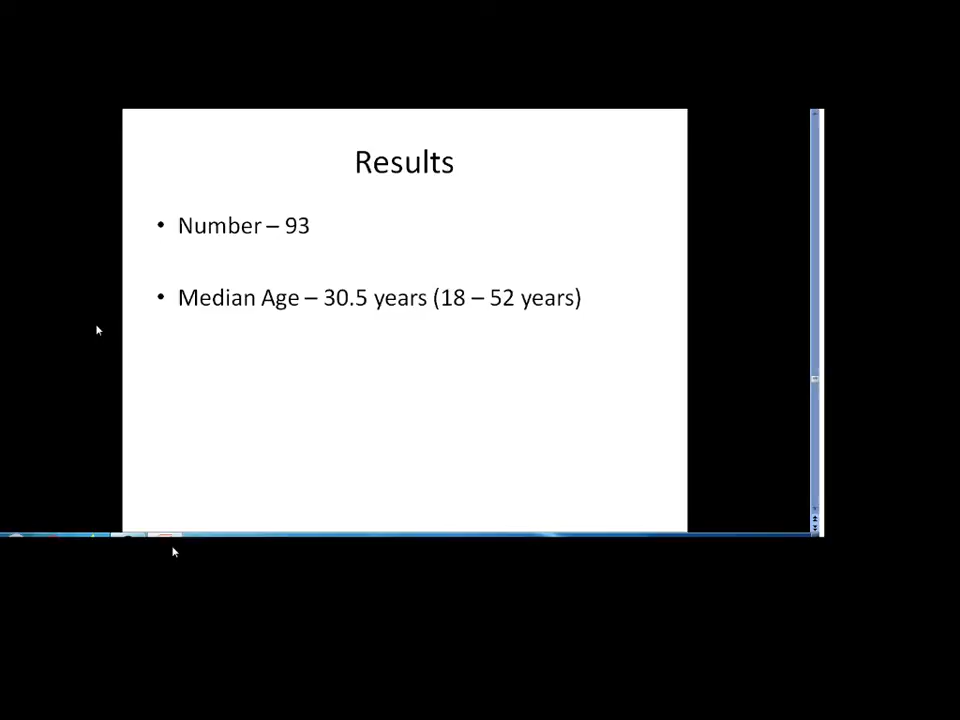 Results
• Number – 93
• Median Age – 30.5 years (18 – 52 years)